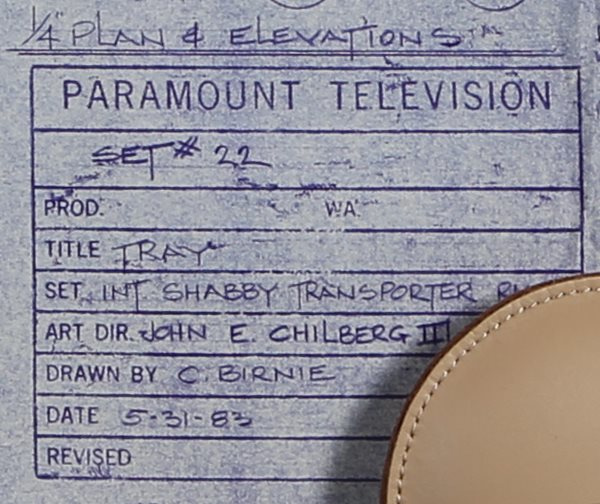 1/4" PLAN & ELEVATIONS
PARAMOUNT TELEVISION
SET # 22
PROD. WA.
TITLE TRAY
SET. INT SHABBY TRANSPORTER
ART DIR. JOHN E. CHILBERG III
DRAWN BY C. BIRNIE
DATE 5-31-83
REVISED